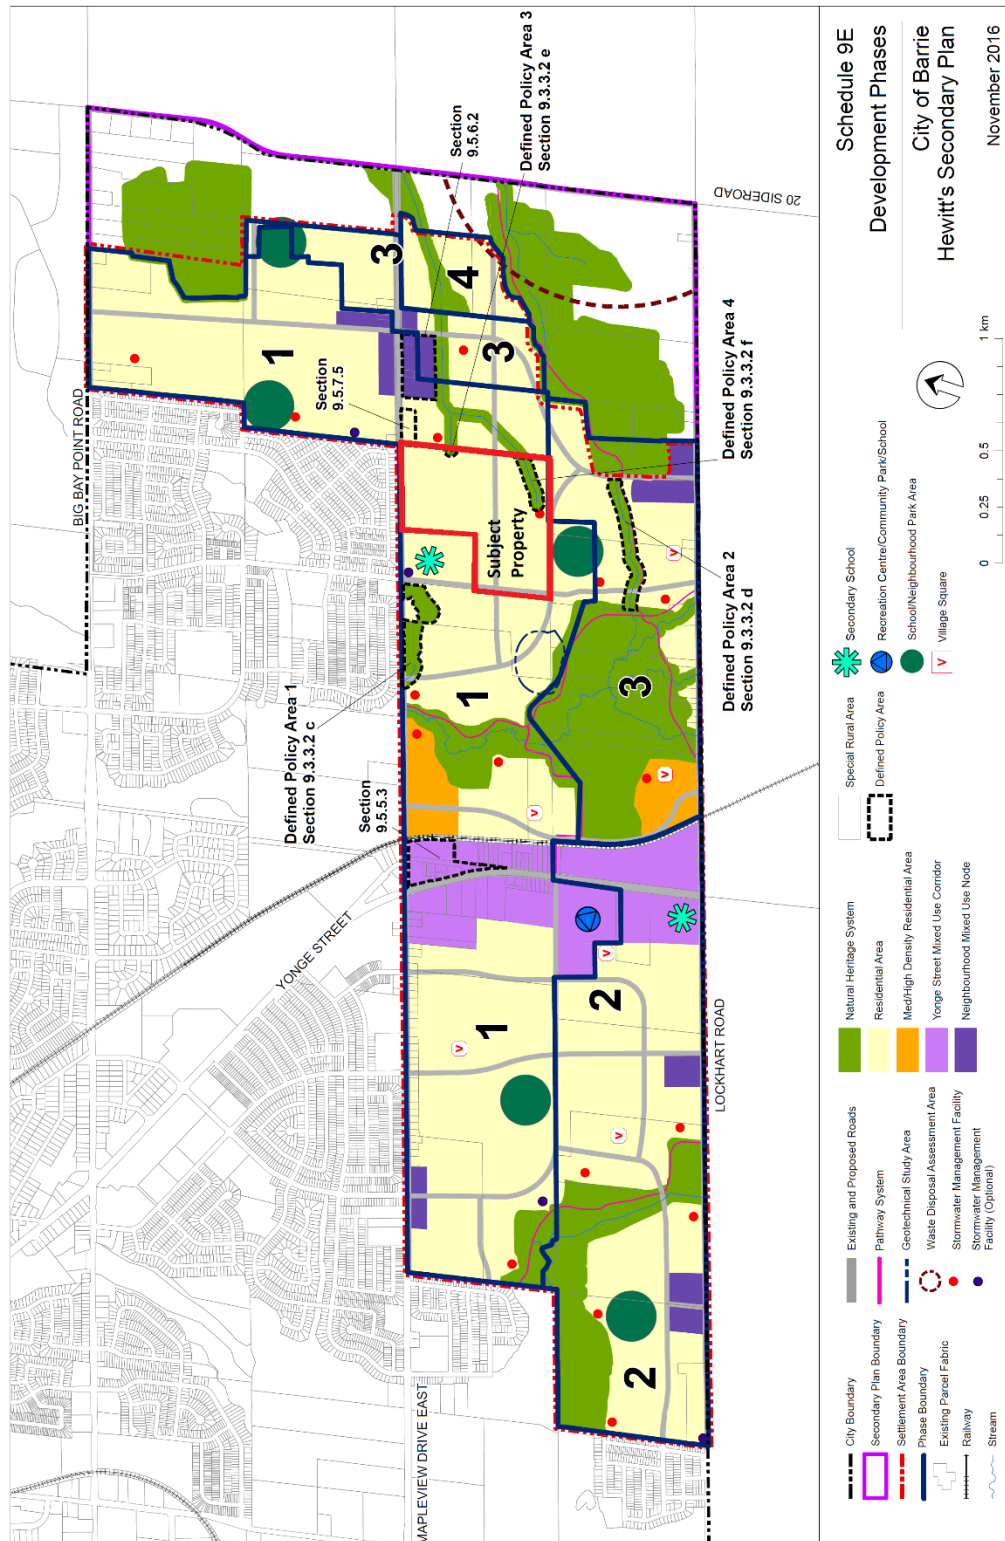 Schedule 9E
Development Phases
City of Barrie
Hewitt's Secondary Plan
November 2016
BIG BAY POINT ROAD
MAPLEVIEW DRIVE EAST
YONGE STREET
LOCKHART ROAD
20 SIDEROAD
Defined Policy Area 1
Section 9.3.3.2 c
Section
9.5.5.3
Section
9.5.7.5
Section
9.5.6.2
Defined Policy Area 3
Section 9.3.3.2 e
Defined Policy Area 4
Section 9.3.3.2 f
Defined Policy Area 2
Section 9.3.3.2 d
Subject
Property
1
1
1
2
2
3
3
3
4
V
V
V
V
V
V
City Boundary
Secondary Plan Boundary
Settlement Area Boundary
Phase Boundary
Existing Parcel Fabric
Railway
Stream
Existing and Proposed Roads
Pathway System
Geotechnical Study Area
Waste Disposal Assessment Area
Stormwater Management Facility
Stormwater Management
Facility (Optional)
Natural Heritage System
Residential Area
Med/High Density Residential Area
Yonge Street Mixed Use Corridor
Neighbourhood Mixed Use Node
Special Rural Area
Defined Policy Area
Secondary School
Recreation Centre/Community Park/School
School/Neighbourhood Park Area
V
Village Square
0
0.25
0.5
1 km